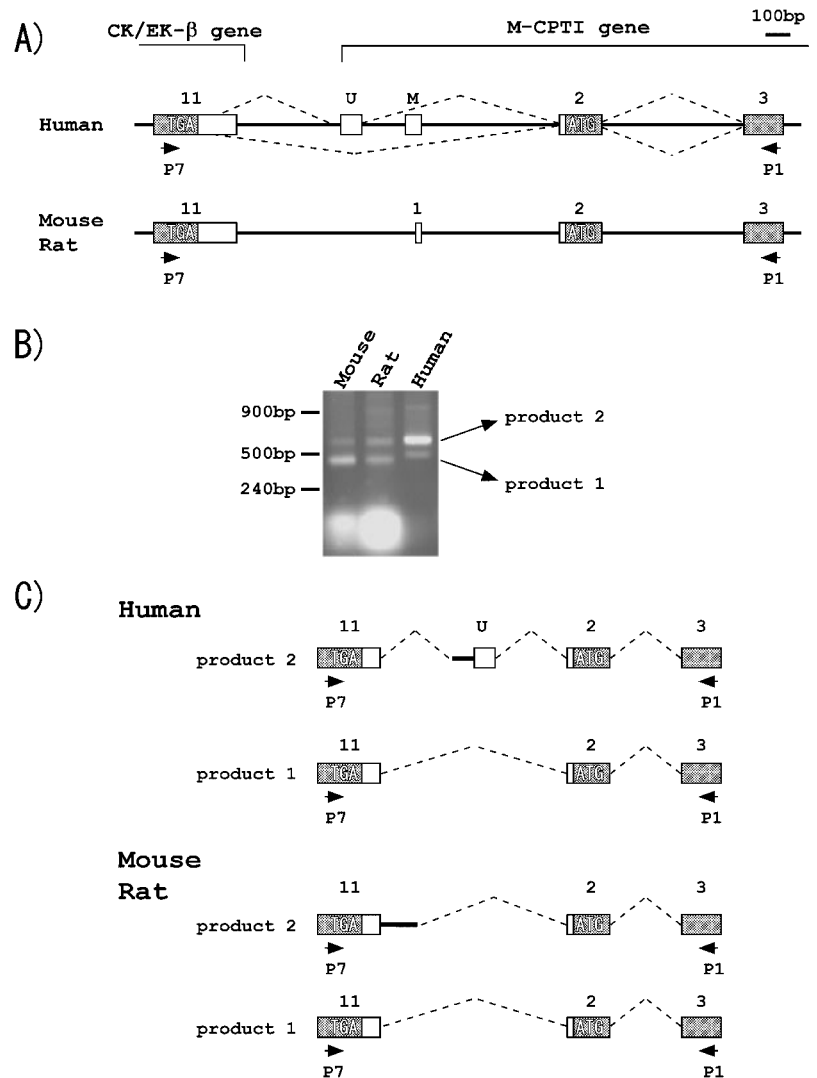 A)
CK/EK-β gene
M-CPTI gene
100bp
11 U M 2 3
Human TGA ATG
P7 P1
11 1 2 3
Mouse
Rat TGA ATG
P7 P1
B)
Mouse Rat Human
900bp
product 2
500bp
product 1
240bp
C)
Human
11 U 2 3
product 2 TGA ATG
P7 P1
11 2 3
product 1 TGA ATG
P7 P1
Mouse
Rat
11 2 3
product 2 TGA ATG
P7 P1
11 2 3
product 1 TGA ATG
P7 P1